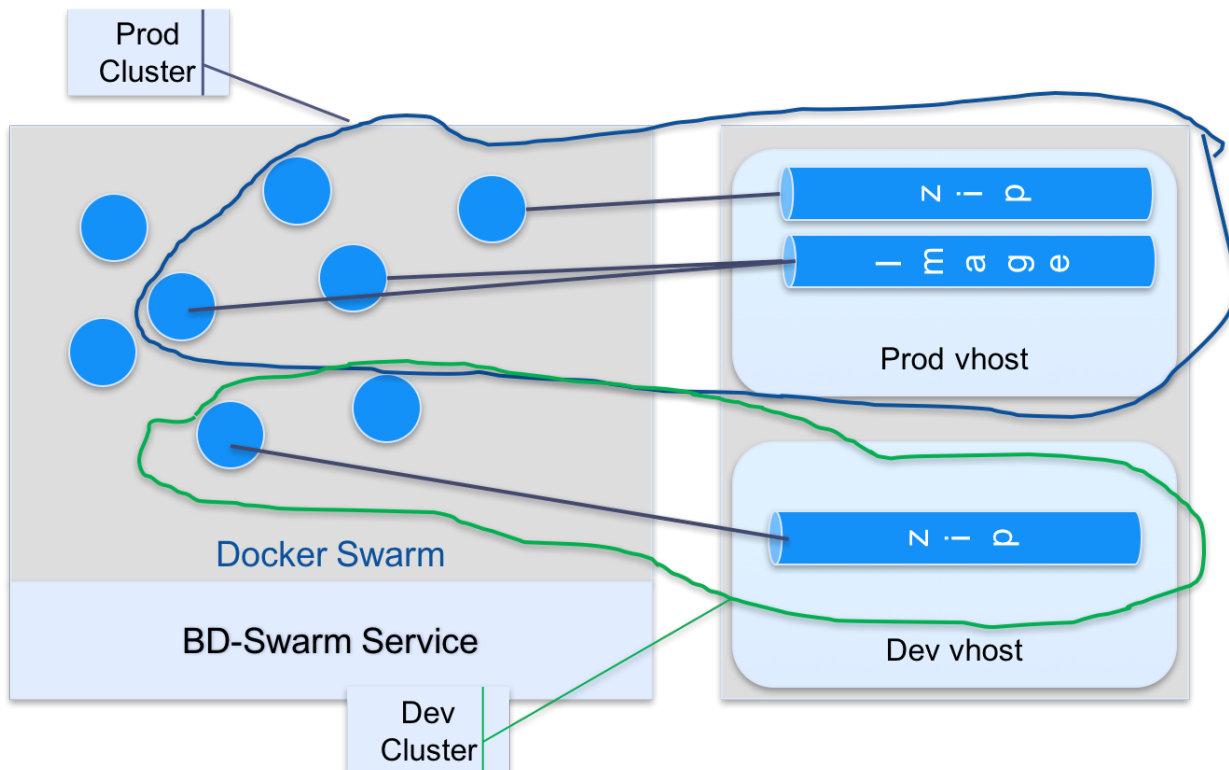 Prod
Cluster
zip
Image
Prod vhost
Docker Swarm
zip
BD-Swarm Service
Dev vhost
Dev
Cluster